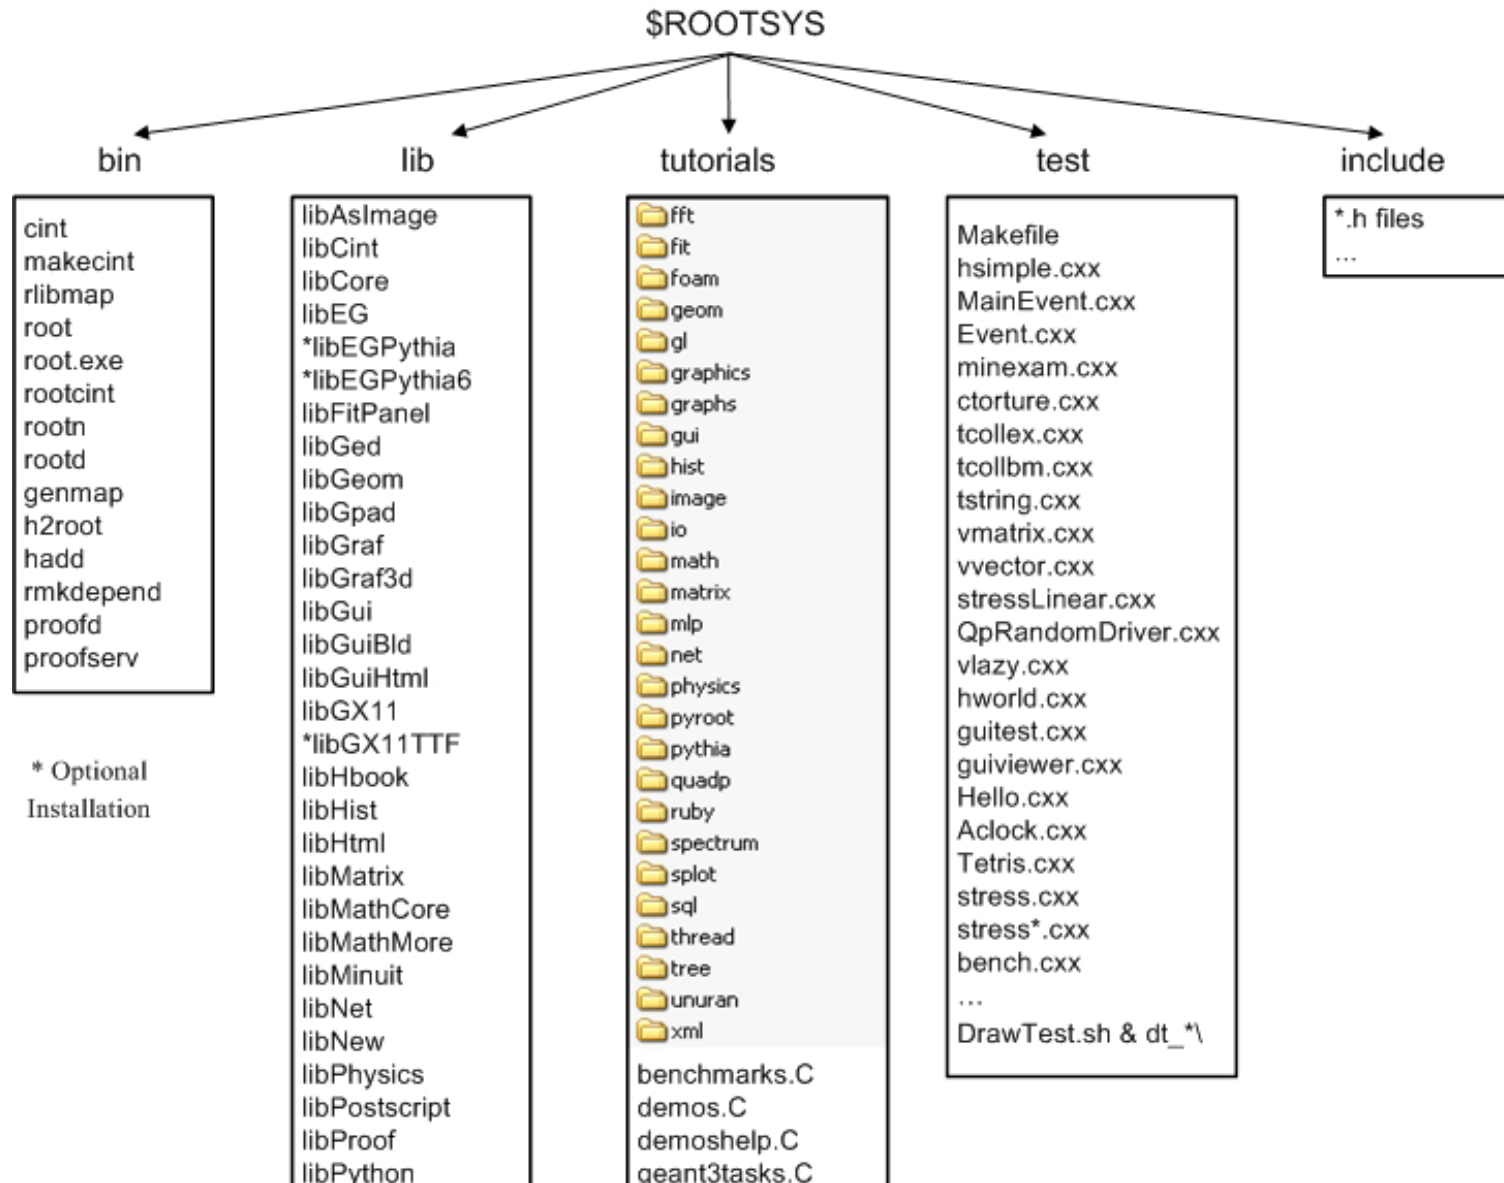 $ROOTSYS
bin
lib
tutorials
test
include
cint
makecint
rlibmap
root
root.exe
rootcint
rootn
rootd
genmap
h2root
hadd
rmkdepend
proofd
proofserv
* Optional
Installation
libAsImage
libCint
libCore
libEG
*libEGPythia
*libEGPythia6
libFitPanel
libGed
libGeom
libGpad
libGraf
libGraf3d
libGui
libGuiBld
libGuiHtml
libGX11
*libGX11TTF
libHbook
libHist
libHtml
libMatrix
libMathCore
libMathMore
libMinuit
libNet
libNew
libPhysics
libPostscript
libProof
libPython
fft
fit
foam
geom
gl
graphics
graphs
gui
hist
image
io
math
matrix
mlp
net
physics
pyroot
pythia
quadp
ruby
spectrum
splot
sql
thread
tree
unuran
xml
benchmarks.C
demos.C
demoshelp.C
geant3tasks.C
Makefile
hsimple.cxx
MainEvent.cxx
Event.cxx
minexam.cxx
ctorture.cxx
tcollex.cxx
tcollbm.cxx
tstring.cxx
vmatrix.cxx
vvector.cxx
stressLinear.cxx
QpRandomDriver.cxx
vlazy.cxx
hworld.cxx
guitest.cxx
guiviewer.cxx
Hello.cxx
Aclock.cxx
Tetris.cxx
stress.cxx
stress*.cxx
bench.cxx
...
DrawTest.sh & dt_*\
*.h files
...